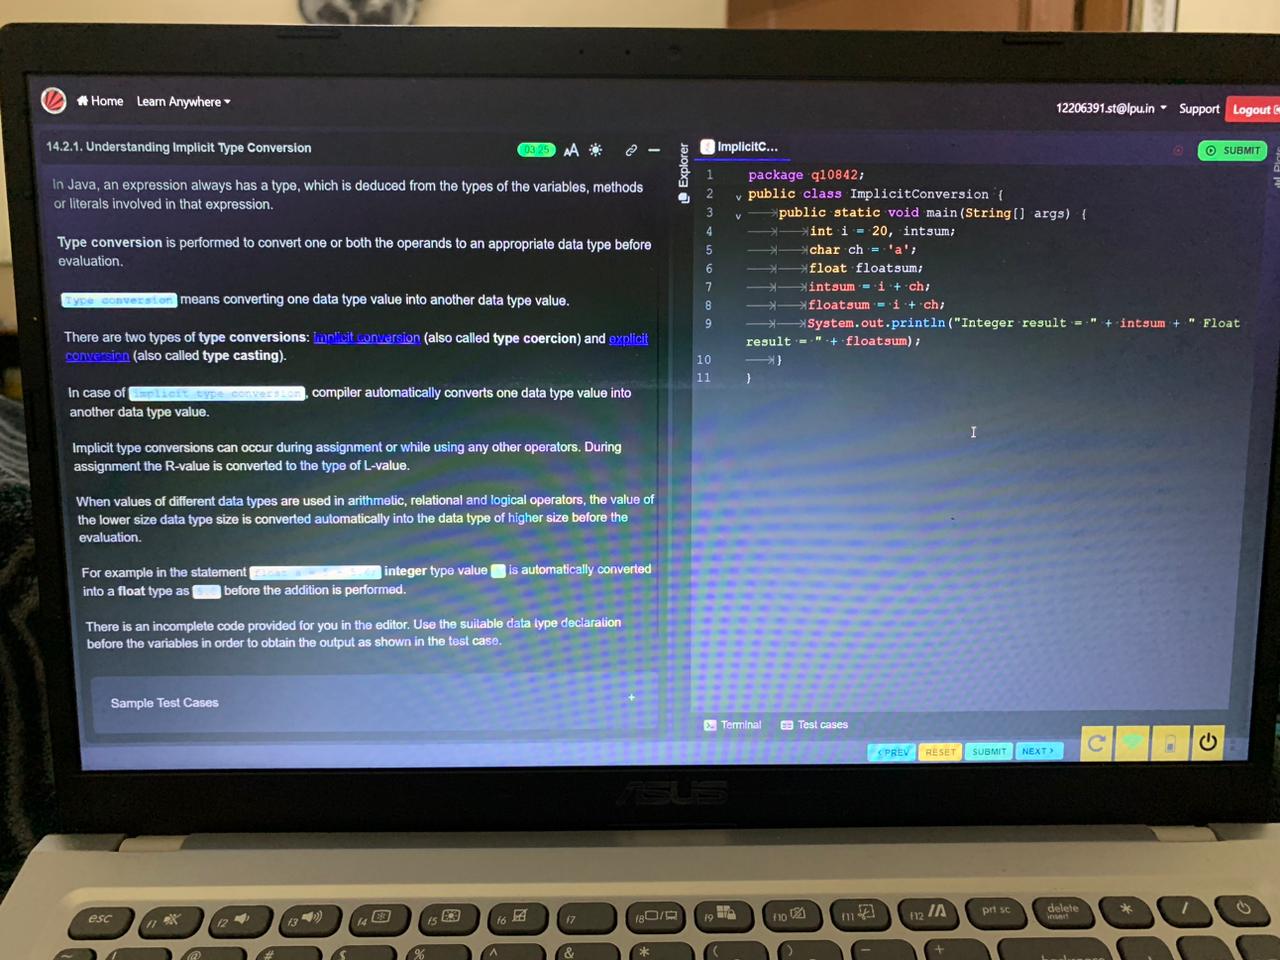 Home Learn Anywhere
12206391.st@lpu.in Support Logout
14.2.1. Understanding Implicit Type Conversion
03:25 AA
In Java, an expression always has a type, which is deduced from the types of the variables, methods
or literals involved in that expression.
Type conversion is performed to convert one or both the operands to an appropriate data type before
evaluation.
Type conversion means converting one data type value into another data type value.
There are two types of type conversions: implicit conversion (also called type coercion) and explicit
conversion (also called type casting).
In case of implicit type conversion, compiler automatically converts one data type value into
another data type value.
Implicit type conversions can occur during assignment or while using any other operators. During
assignment the R-value is converted to the type of L-value.
When values of different data types are used in arithmetic, relational and logical operators, the value of
the lower size data type size is converted automatically into the data type of higher size before the
evaluation.
For example in the statement integer type value is automatically converted
into a float type as before the addition is performed.
There is an incomplete code provided for you in the editor. Use the suitable data type declaration
before the variables in order to obtain the output as shown in the test case.
Sample Test Cases +
Explorer
ImplicitC...
SUBMIT
1 package q10842;
2 public class ImplicitConversion {
3 public static void main(String[] args) {
4 int i = 20, intsum;
5 char ch = 'a';
6 float floatsum;
7 intsum = i + ch;
8 floatsum = i + ch;
9 System.out.println("Integer result = " + intsum + " Float
result = " + floatsum);
10 }
11 }
Terminal Test cases
< PREV RESET SUBMIT NEXT >
ASUS
esc f1 f2 f3 f4 f5 f6 f7 f8 f9 f10 f11 f12 prt sc delete insert * /
~ ! @ # $ % ^ & * ( ) - + backspace